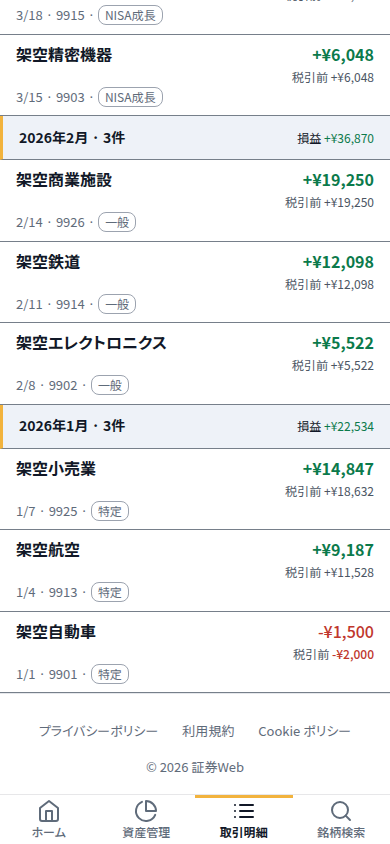 3/18 · 9915 · NISA成長
架空精密機器 +¥6,048
税引前 +¥6,048
3/15 · 9903 · NISA成長
2026年2月・3件 損益 +¥36,870
架空商業施設 +¥19,250
税引前 +¥19,250
2/14 · 9926 · 一般
架空鉄道 +¥12,098
税引前 +¥12,098
2/11 · 9914 · 一般
架空エレクトロニクス +¥5,522
税引前 +¥5,522
2/8 · 9902 · 一般
2026年1月・3件 損益 +¥22,534
架空小売業 +¥14,847
税引前 +¥18,632
1/7 · 9925 · 特定
架空航空 +¥9,187
税引前 +¥11,528
1/4 · 9913 · 特定
架空自動車 -¥1,500
税引前 -¥2,000
1/1 · 9901 · 特定
プライバシーポリシー 利用規約 Cookie ポリシー
© 2026 証券Web
ホーム 資産管理 取引明細 銘柄検索